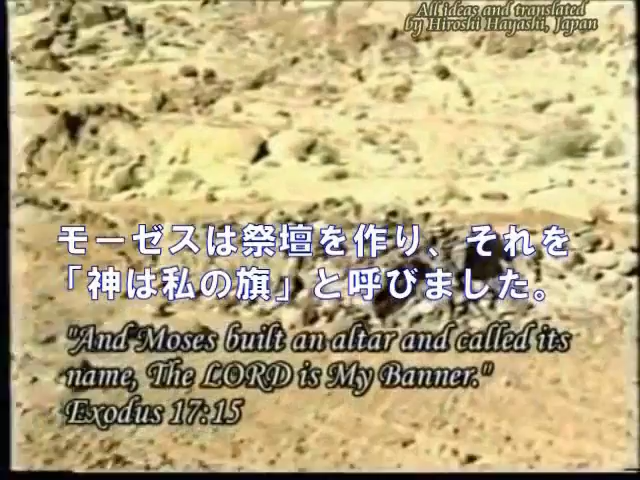 All ideas and translated
by Hiroshi Hayashi, Japan
モーゼスは祭壇を作り、それを
「神は私の旗」と呼びました。
"And Moses built an altar and called its
name, The LORD is My Banner."
Exodus 17:15